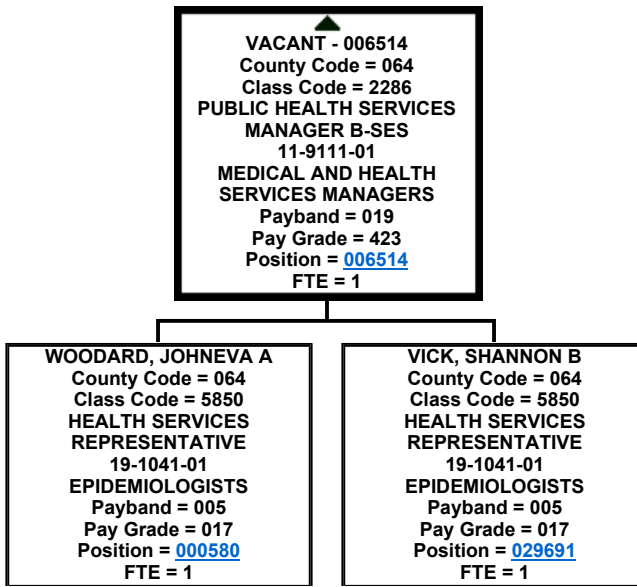 VACANT - 006514
County Code = 064
Class Code = 2286
PUBLIC HEALTH SERVICES
MANAGER B-SES
11-9111-01
MEDICAL AND HEALTH
SERVICES MANAGERS
Payband = 019
Pay Grade = 423
Position = 006514
FTE = 1
WOODARD, JOHNEVA A
County Code = 064
Class Code = 5850
HEALTH SERVICES
REPRESENTATIVE
19-1041-01
EPIDEMIOLOGISTS
Payband = 005
Pay Grade = 017
Position = 000580
FTE = 1
VICK, SHANNON B
County Code = 064
Class Code = 5850
HEALTH SERVICES
REPRESENTATIVE
19-1041-01
EPIDEMIOLOGISTS
Payband = 005
Pay Grade = 017
Position = 029691
FTE = 1